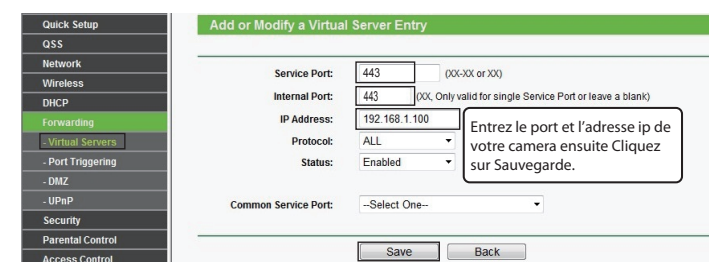 Quick Setup
QSS
Network
Wireless
DHCP
Forwarding
- Virtual Servers
- Port Triggering
- DMZ
- UPnP
Security
Parental Control
Access Control
Add or Modify a Virtual Server Entry
Service Port: 443 (XX-XX or XX)
Internal Port: 443 (XX, Only valid for single Service Port or leave a blank)
IP Address: 192.168.1.100
Protocol: ALL
Status: Enabled
Common Service Port: --Select One--
Entrez le port et l'adresse ip de
votre camera ensuite Cliquez
sur Sauvegarde.
Save Back